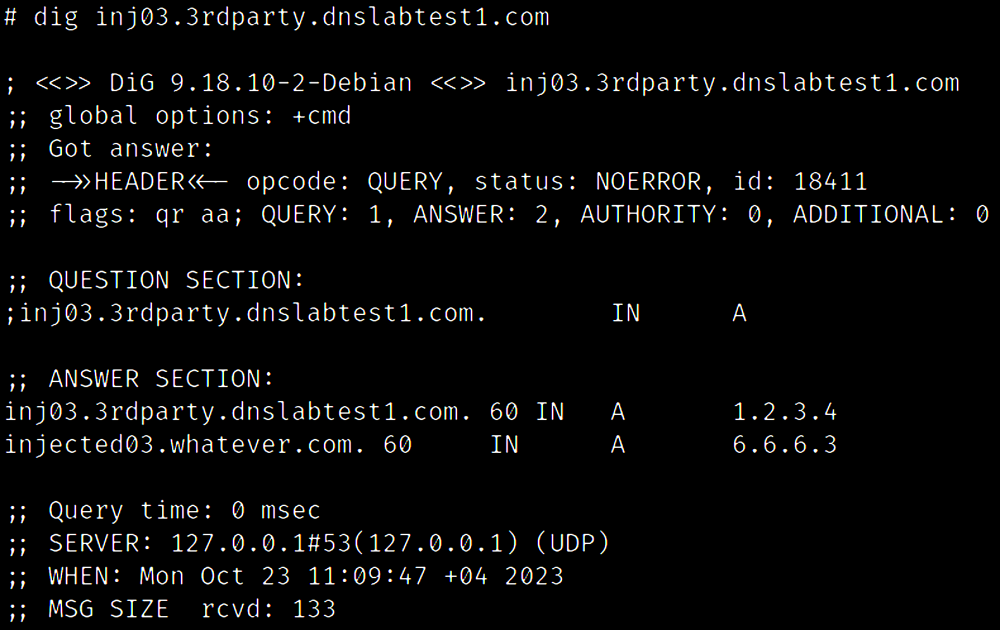 # dig inj03.3rdparty.dnslabtest1.com
; <<>> DiG 9.18.10-2-Debian <<>> inj03.3rdparty.dnslabtest1.com
;; global options: +cmd
;; Got answer:
;; ->>HEADER<<- opcode: QUERY, status: NOERROR, id: 18411
;; flags: qr aa; QUERY: 1, ANSWER: 2, AUTHORITY: 0, ADDITIONAL: 0
;; QUESTION SECTION:
;inj03.3rdparty.dnslabtest1.com. IN A
;; ANSWER SECTION:
inj03.3rdparty.dnslabtest1.com. 60 IN A 1.2.3.4
injected03.whatever.com. 60 IN A 6.6.6.3
;; Query time: 0 msec
;; SERVER: 127.0.0.1#53(127.0.0.1) (UDP)
;; WHEN: Mon Oct 23 11:09:47 +04 2023
;; MSG SIZE rcvd: 133